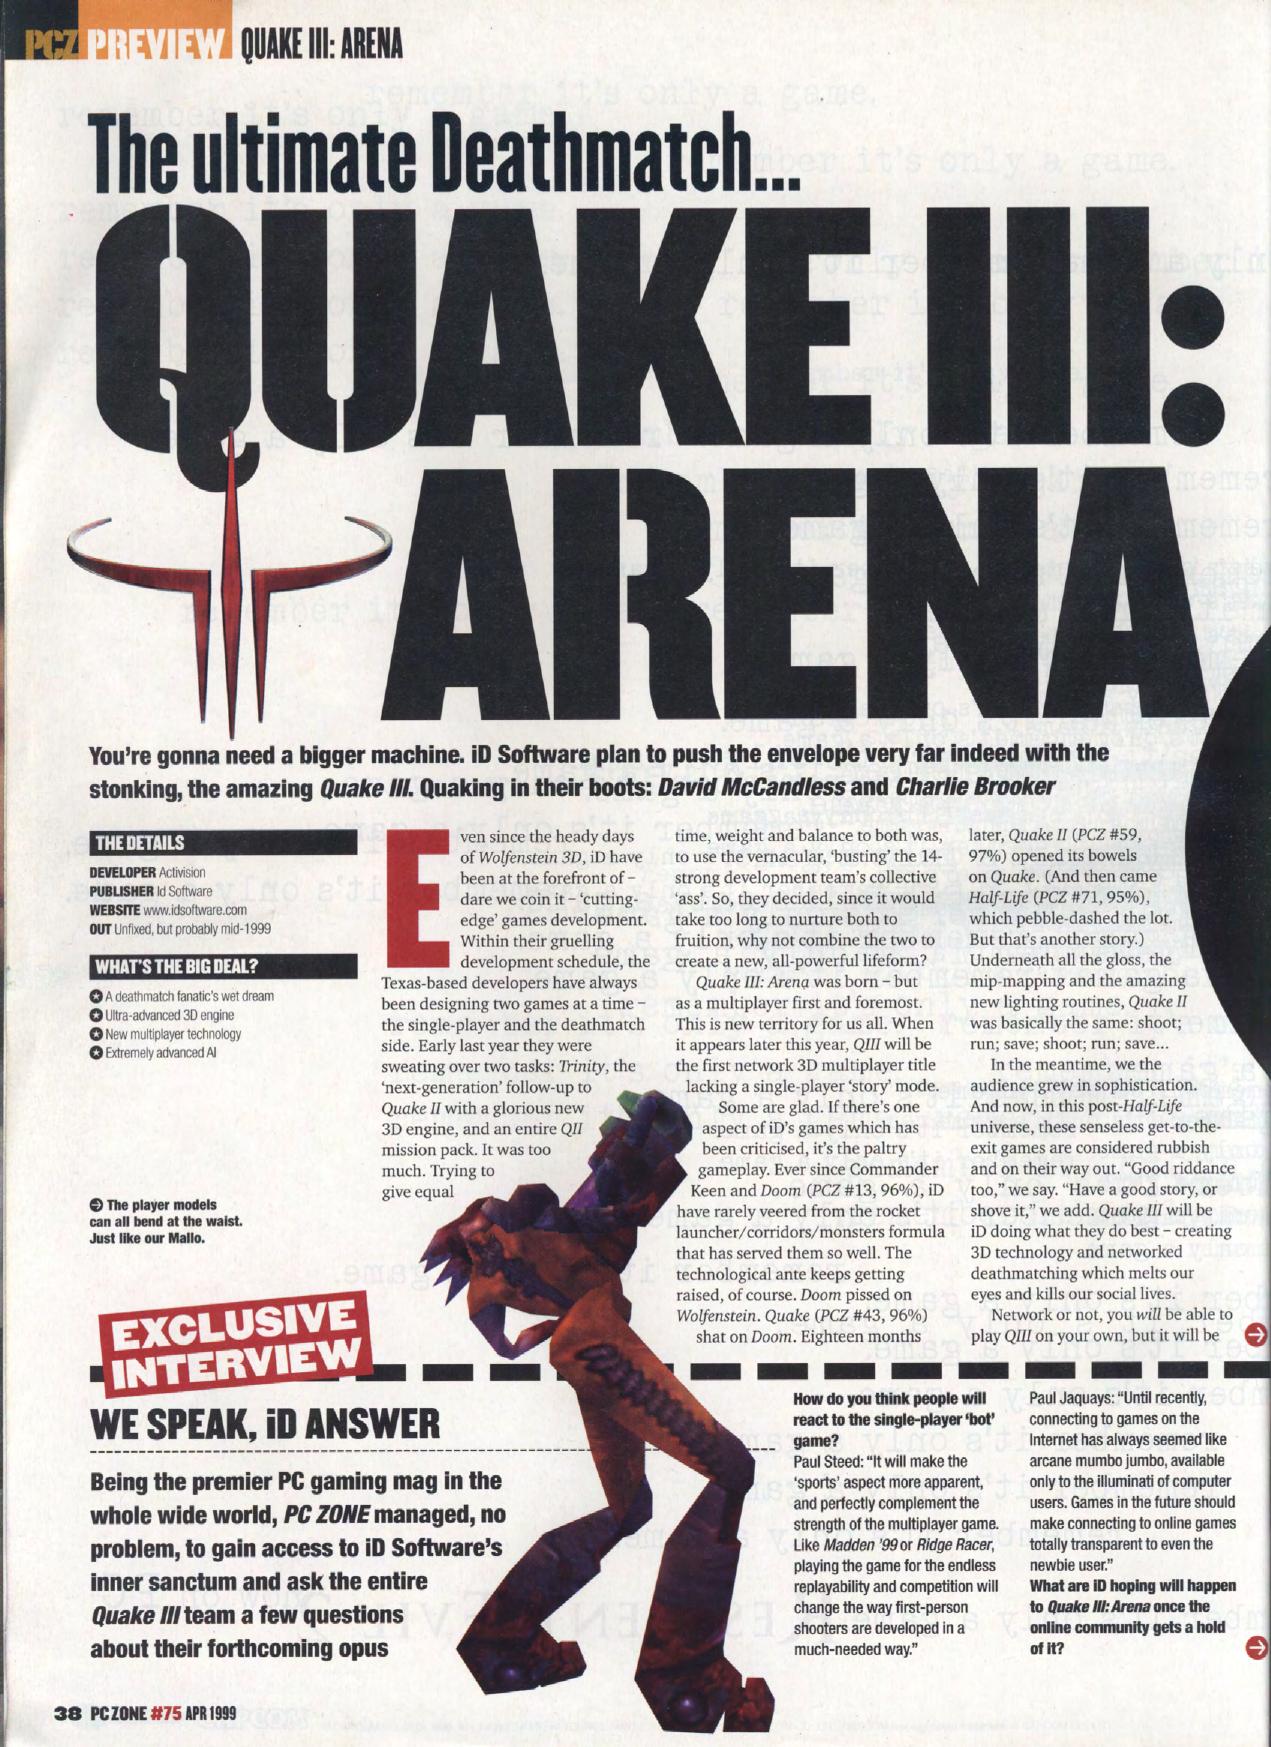 PCZ PREVIEW QUAKE III: ARENA
The ultimate Deathmatch...
QUAKE III:
ARENA
You're gonna need a bigger machine. iD Software plan to push the envelope very far indeed with the
stonking, the amazing Quake III. Quaking in their boots: David McCandless and Charlie Brooker
THE DETAILS
DEVELOPER Activision
PUBLISHER Id Software
WEBSITE www.idsoftware.com
OUT Unfixed, but probably mid-1999
WHAT'S THE BIG DEAL?
A deathmatch fanatic's wet dream
Ultra-advanced 3D engine
New multiplayer technology
Extremely advanced AI
The player models
can all bend at the waist.
Just like our Mallo.
Even since the heady days
of Wolfenstein 3D, iD have
been at the forefront of –
dare we coin it – 'cutting-
edge' games development.
Within their gruelling
development schedule, the
Texas-based developers have always
been designing two games at a time –
the single-player and the deathmatch
side. Early last year they were
sweating over two tasks: Trinity, the
'next-generation' follow-up to
Quake II with a glorious new
3D engine, and an entire QII
mission pack. It was too
much. Trying to
give equal
time, weight and balance to both was,
to use the vernacular, 'busting' the 14-
strong development team's collective
'ass'. So, they decided, since it would
take too long to nurture both to
fruition, why not combine the two to
create a new, all-powerful lifeform?
Quake III: Arena was born – but
as a multiplayer first and foremost.
This is new territory for us all. When
it appears later this year, QIII will be
the first network 3D multiplayer title
lacking a single-player 'story' mode.
Some are glad. If there's one
aspect of iD's games which has
been criticised, it's the paltry
gameplay. Ever since Commander
Keen and Doom (PCZ #13, 96%), iD
have rarely veered from the rocket
launcher/corridors/monsters formula
that has served them so well. The
technological ante keeps getting
raised, of course. Doom pissed on
Wolfenstein. Quake (PCZ #43, 96%)
shat on Doom. Eighteen months
later, Quake II (PCZ #59,
97%) opened its bowels
on Quake. (And then came
Half-Life (PCZ #71, 95%),
which pebble-dashed the lot.
But that's another story.)
Underneath all the gloss, the
mip-mapping and the amazing
new lighting routines, Quake II
was basically the same: shoot;
run; save; shoot; run; save...
In the meantime, we the
audience grew in sophistication.
And now, in this post-Half-Life
universe, these senseless get-to-the-
exit games are considered rubbish
and on their way out. "Good riddance
too," we say. "Have a good story, or
shove it," we add. Quake III will be
iD doing what they do best – creating
3D technology and networked
deathmatching which melts our
eyes and kills our social lives.
Network or not, you will be able to
play QIII on your own, but it will be
EXCLUSIVE
INTERVIEW
WE SPEAK, iD ANSWER
Being the premier PC gaming mag in the
whole wide world, PC ZONE managed, no
problem, to gain access to iD Software's
inner sanctum and ask the entire
Quake III team a few questions
about their forthcoming opus
How do you think people will
react to the single-player 'bot'
game?
Paul Steed: "It will make the
'sports' aspect more apparent,
and perfectly complement the
strength of the multiplayer game.
Like Madden '99 or Ridge Racer,
playing the game for the endless
replayability and competition will
change the way first-person
shooters are developed in a
much-needed way."
Paul Jaquays: "Until recently,
connecting to games on the
Internet has always seemed like
arcane mumbo jumbo, available
only to the illuminati of computer
users. Games in the future should
make connecting to online games
totally transparent to even the
newbie user."
What are iD hoping will happen
to Quake III: Arena once the
online community gets a hold
of it?
38 PC ZONE #75 APR 1999